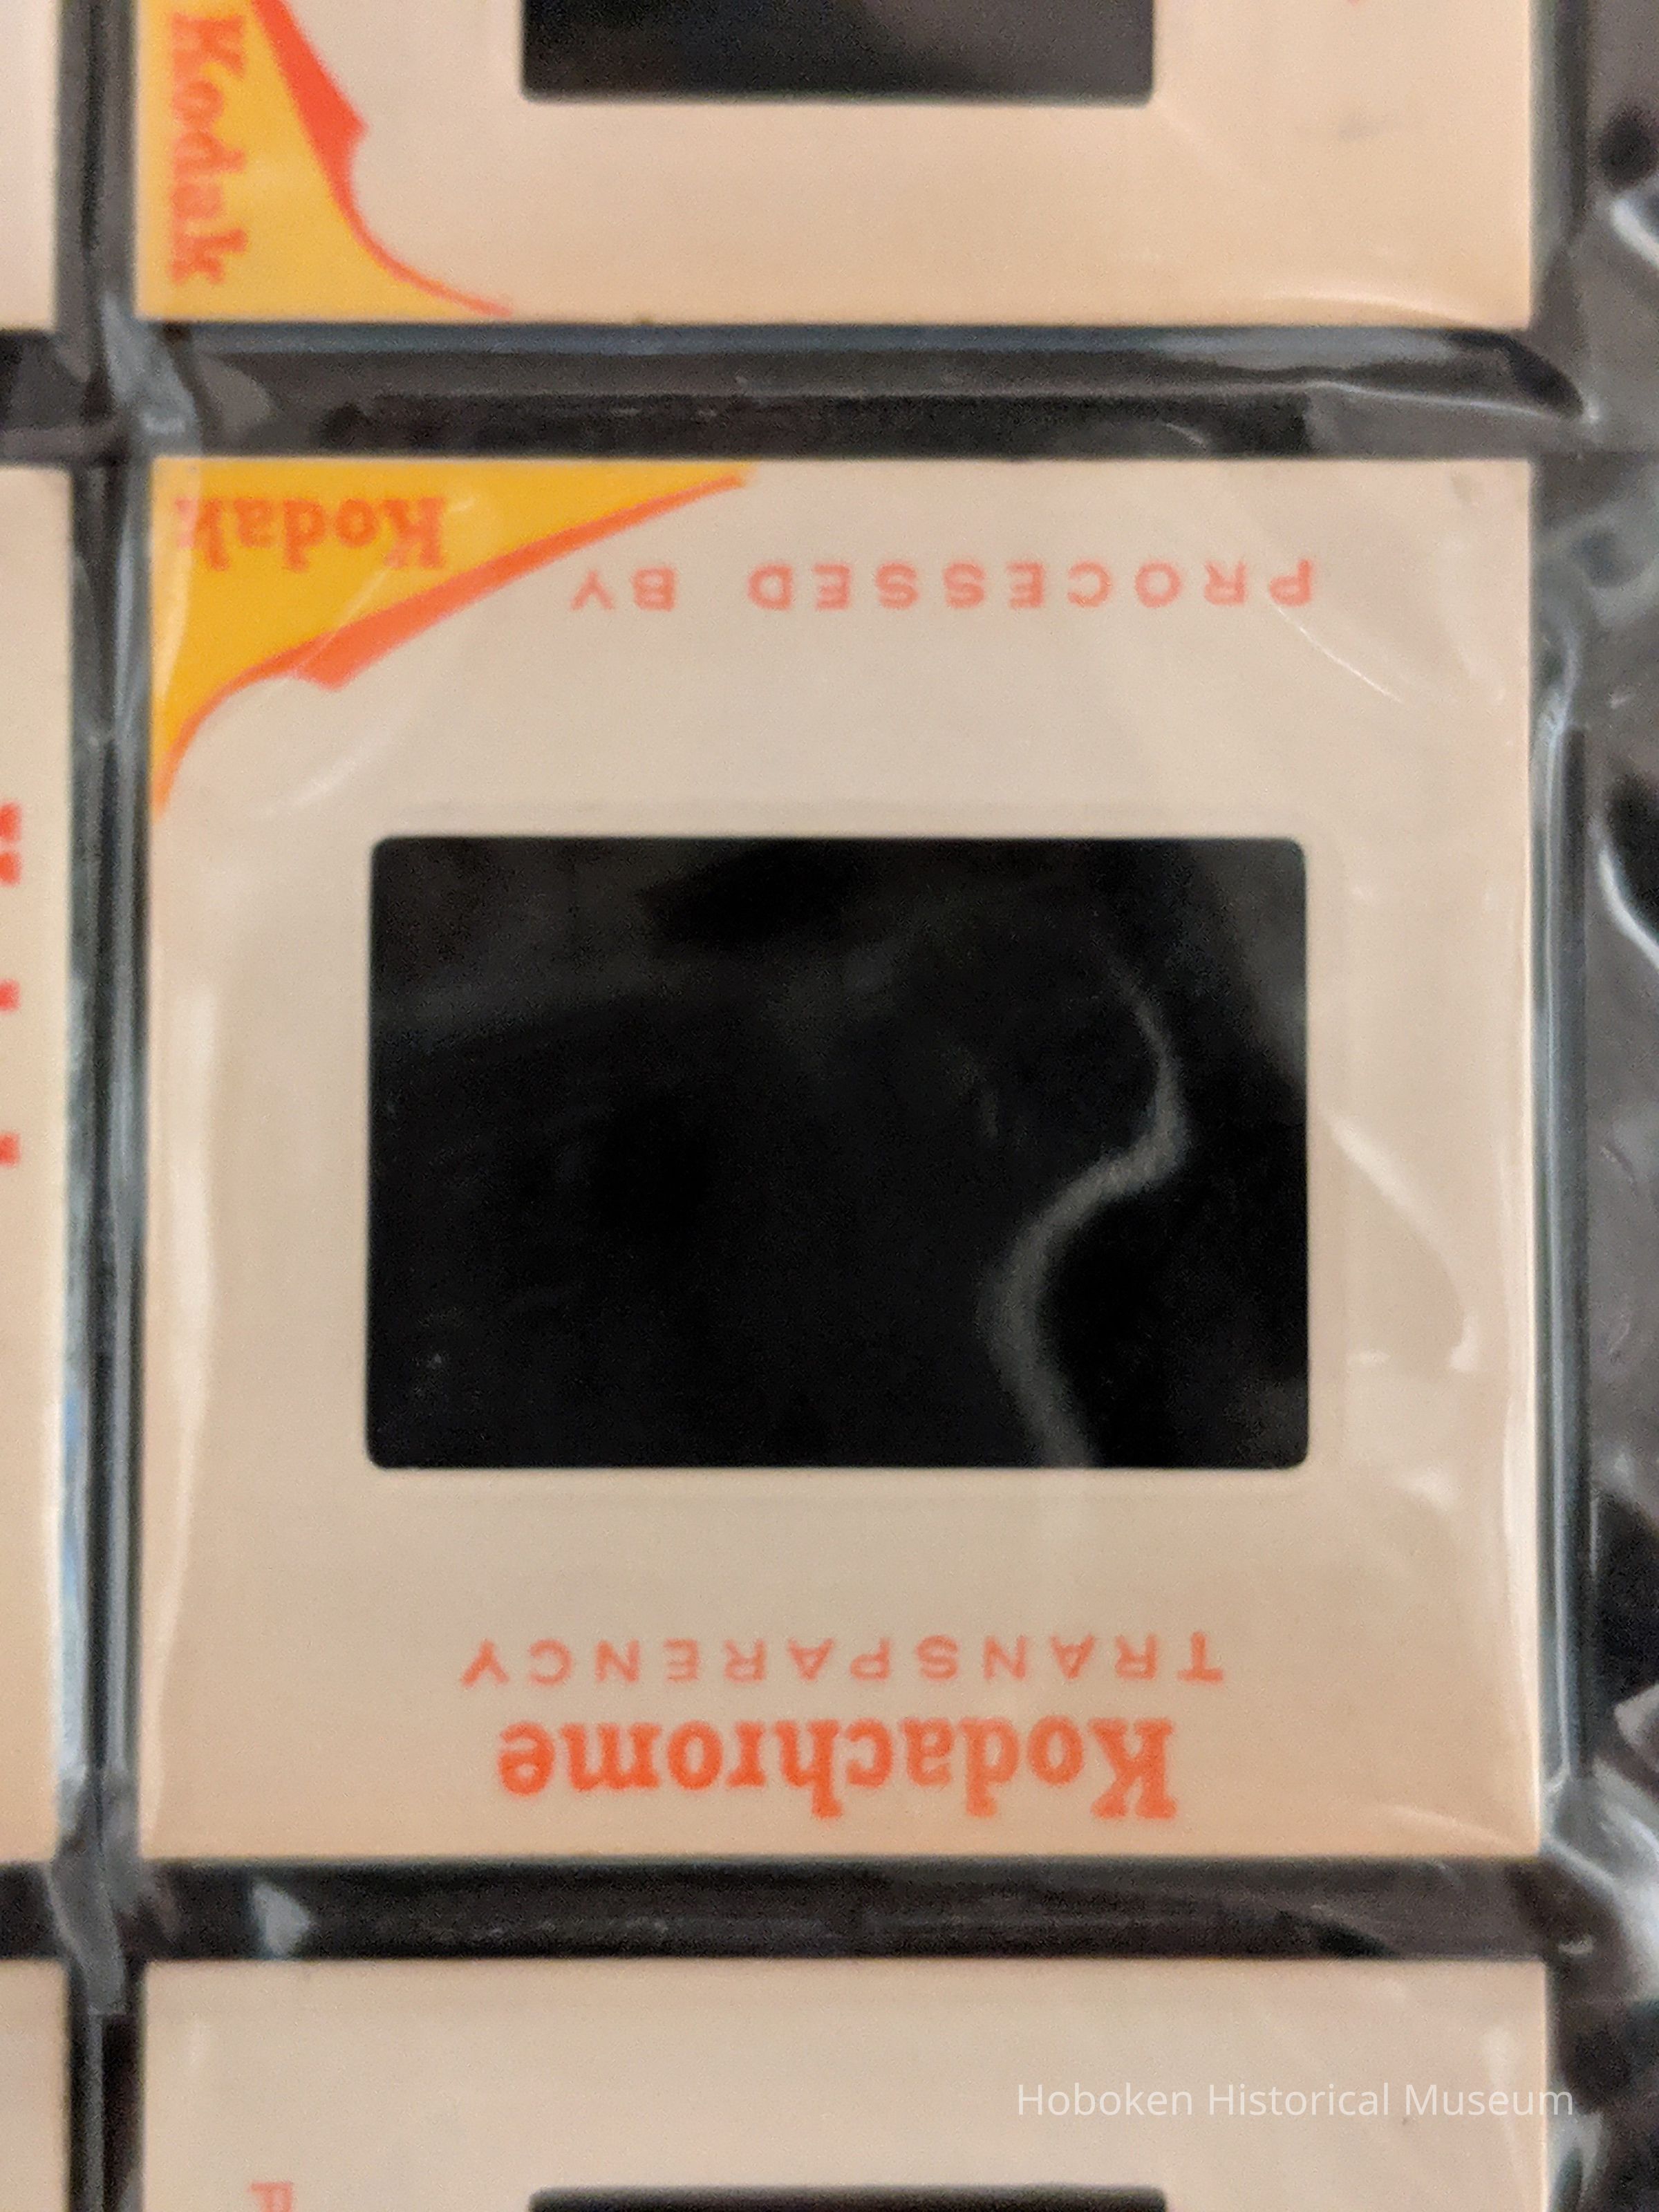 Kodak
PROCESSED BY
Kodak
TRANSPARENCY
Kodachrome
Hoboken Historical Museum
P